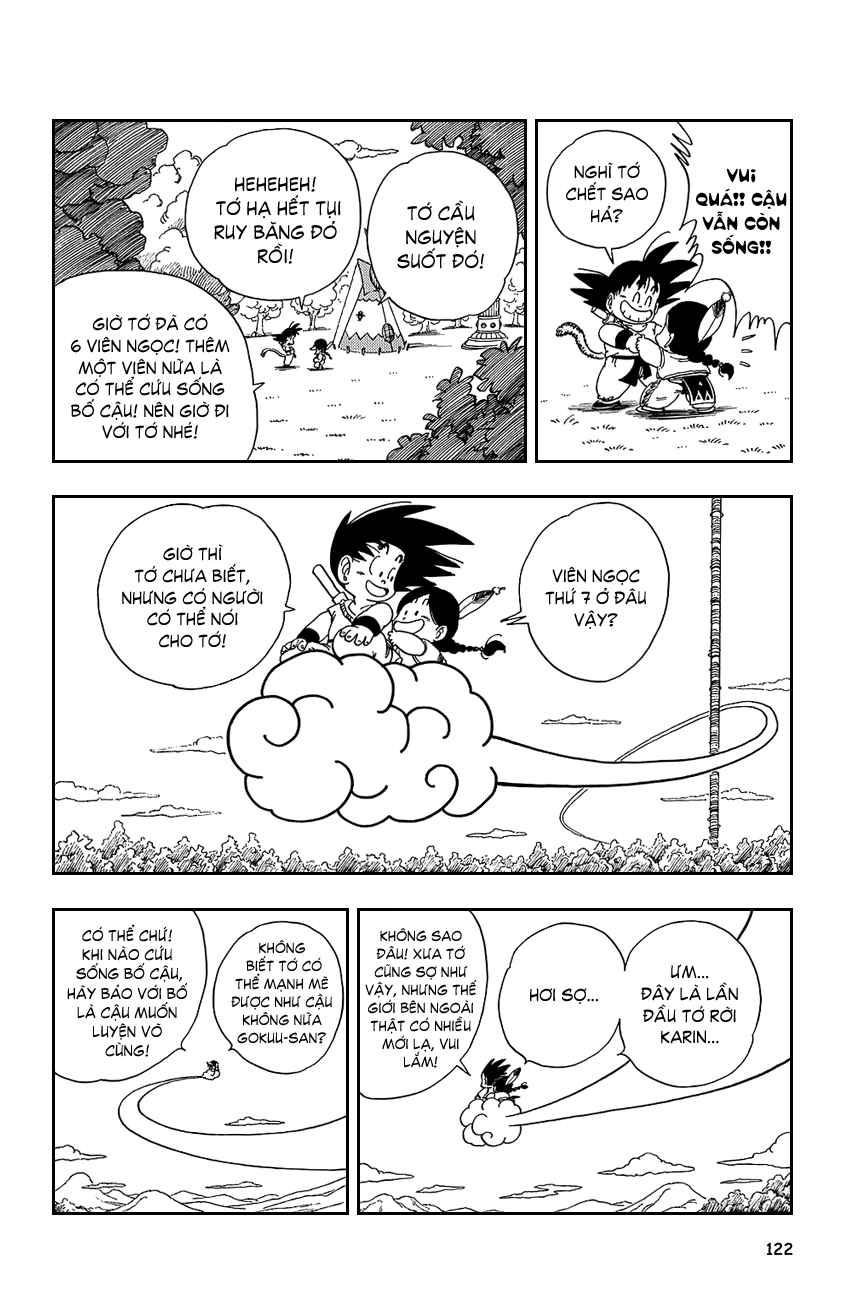 VUI
QUÁ!! CẬU
VẪN CÒN
SỐNG!!
NGHĨ TỚ
CHẾT SAO
HẢ?
TỚ CẦU
NGUYỆN
SUỐT ĐÓ!
HEHEHEH!
TỚ HẠ HẾT TỤI
RUY BĂNG ĐỎ
RỒI!
GIỜ TỚ ĐÃ CÓ
6 VIÊN NGỌC! THÊM
MỘT VIÊN NỮA LÀ
CÓ THỂ CỨU SỐNG
BỐ CẬU! NÊN GIỜ ĐI
VỚI TỚ NHÉ!
VIÊN NGỌC
THỨ 7 Ở ĐÂU
VẬY?
GIỜ THÌ
TỚ CHƯA BIẾT,
NHƯNG CÓ NGƯỜI
CÓ THỂ NÓI
CHO TỚ!
ƯM...
ĐÂY LÀ LẦN
ĐẦU TỚ RỜI
KARIN...
HƠI SỢ...
KHÔNG SAO
ĐÂU! XƯA TỚ
CŨNG SỢ NHƯ
VẬY, NHƯNG THẾ
GIỚI BÊN NGOÀI
THẬT CÓ NHIỀU
MỚI LẠ, VUI
LẮM!
KHÔNG
BIẾT TỚ CÓ
THỂ MẠNH MẼ
ĐƯỢC NHƯ CẬU
KHÔNG NỮA
GOKUU-SAN?
CÓ THỂ CHỨ!
KHI NÀO CỨU
SỐNG BỐ CẬU,
HÃY BẢO VỚI BỐ
LÀ CẬU MUỐN
LUYỆN VÕ
CÙNG!
122